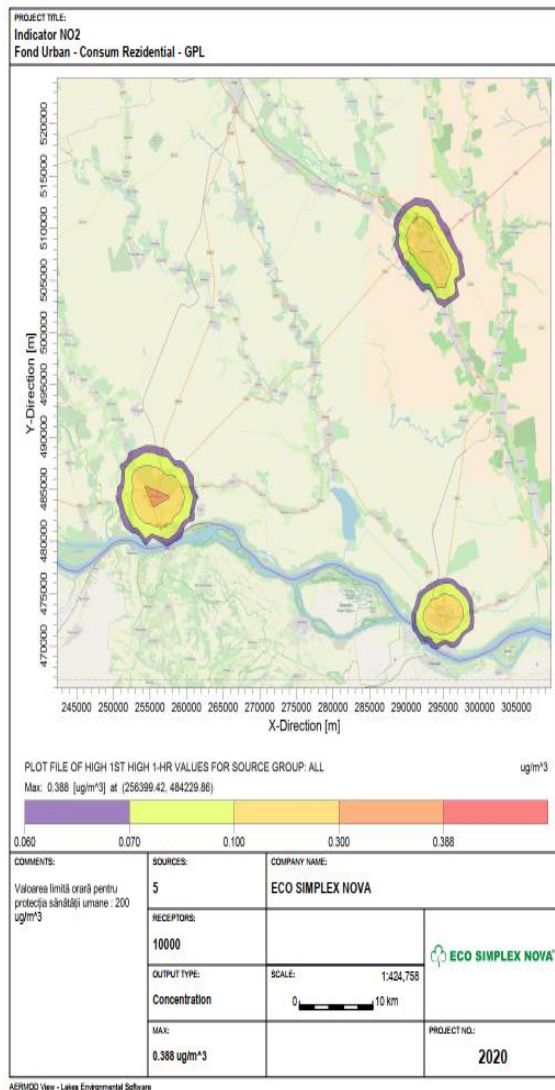 PROJECT TITLE:
Indicator NO2
Fond Urban - Consum Rezidential - GPL
Y-Direction [m]
520000
515000
510000
505000
500000
495000
490000
485000
480000
475000
470000
245000 250000 255000 260000 265000 270000 275000 280000 285000 290000 295000 300000 305000
X-Direction [m]
PLOT FILE OF HIGH 1ST HIGH 1-HR VALUES FOR SOURCE GROUP: ALL
ug/m^3
Max: 0.388 [ug/m^3] at (256399.42, 484229.86)
0.060 0.070 0.100 0.300 0.388
COMMENTS:
Valoarea limită orară pentru
protecția sănătății umane : 200
ug/m^3
SOURCES:
5
COMPANY NAME:
ECO SIMPLEX NOVA
RECEPTORS:
10000
OUTPUT TYPE:
Concentration
SCALE:
1:424,758
0 10 km
ECO SIMPLEX NOVA
MAX:
0.388 ug/m^3
PROJECT NO.:
2020
AERMOD View - Lakes Environmental Software